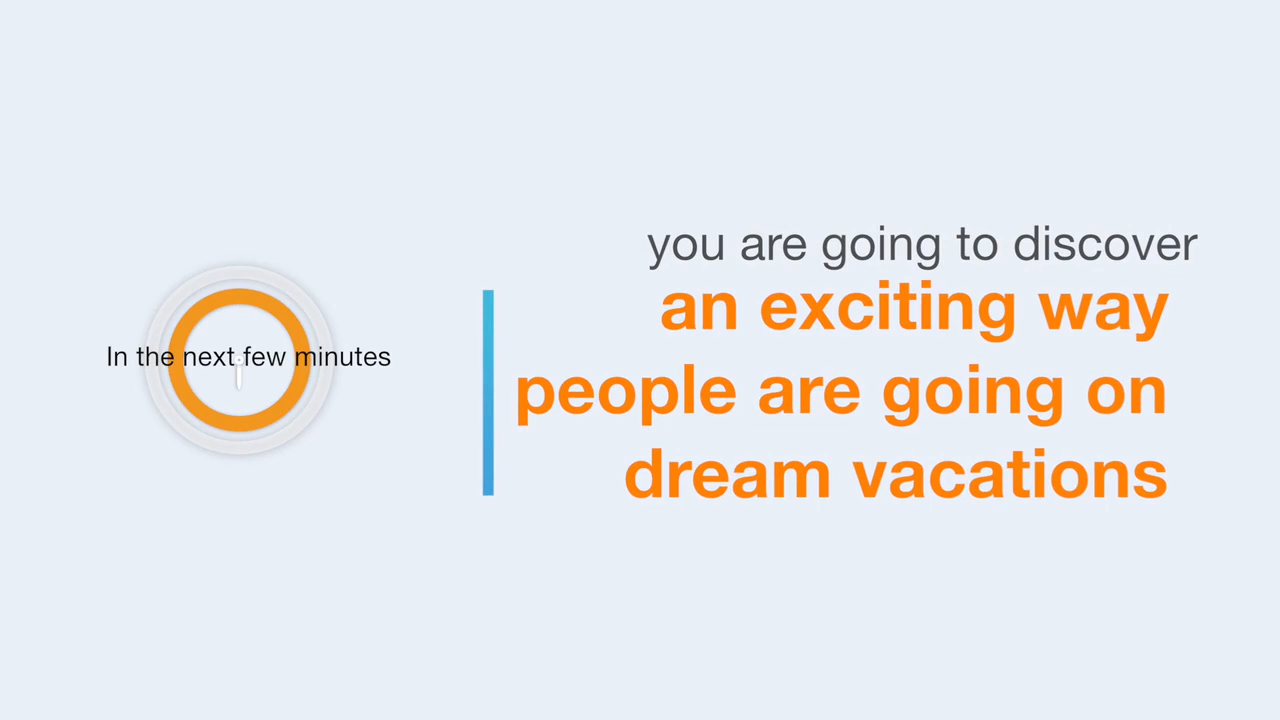 In the next few minutes
you are going to discover
an exciting way
people are going on
dream vacations